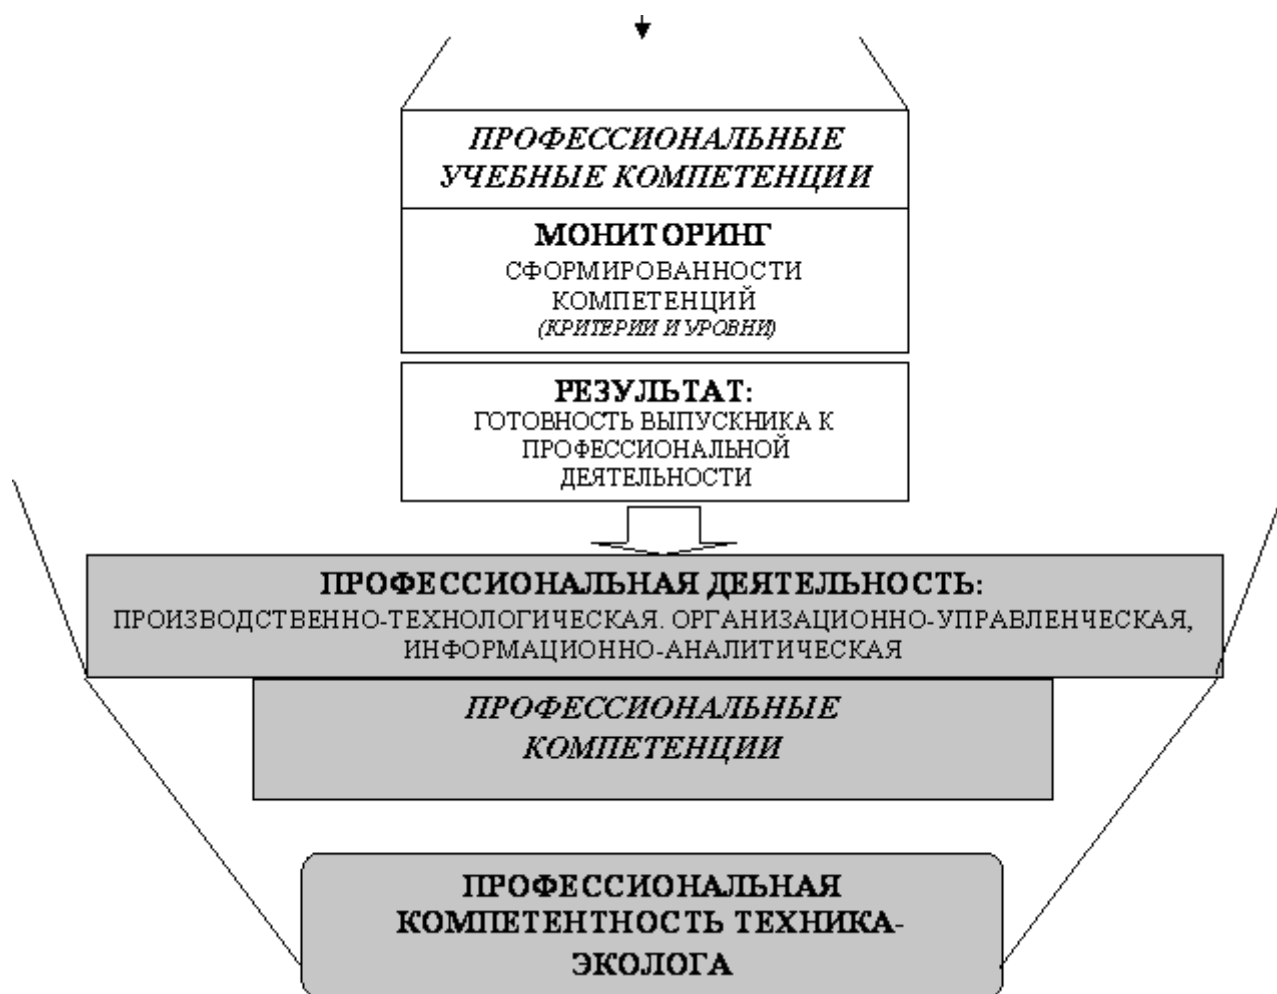 ПРОФЕССИОНАЛЬНЫЕ
УЧЕБНЫЕ КОМПЕТЕНЦИИ
МОНИТОРИНГ
СФОРМИРОВАННОСТИ
КОМПЕТЕНЦИЙ
(КРИТЕРИИ И УРОВНИ)
РЕЗУЛЬТАТ:
ГОТОВНОСТЬ ВЫПУСКНИКА К
ПРОФЕССИОНАЛЬНОЙ
ДЕЯТЕЛЬНОСТИ
ПРОФЕССИОНАЛЬНАЯ ДЕЯТЕЛЬНОСТЬ:
ПРОИЗВОДСТВЕННО-ТЕХНОЛОГИЧЕСКАЯ. ОРГАНИЗАЦИОННО-УПРАВЛЕНЧЕСКАЯ,
ИНФОРМАЦИОННО-АНАЛИТИЧЕСКАЯ
ПРОФЕССИОНАЛЬНЫЕ
КОМПЕТЕНЦИИ
ПРОФЕССИОНАЛЬНАЯ
КОМПЕТЕНТНОСТЬ ТЕХНИКА-
ЭКОЛОГА